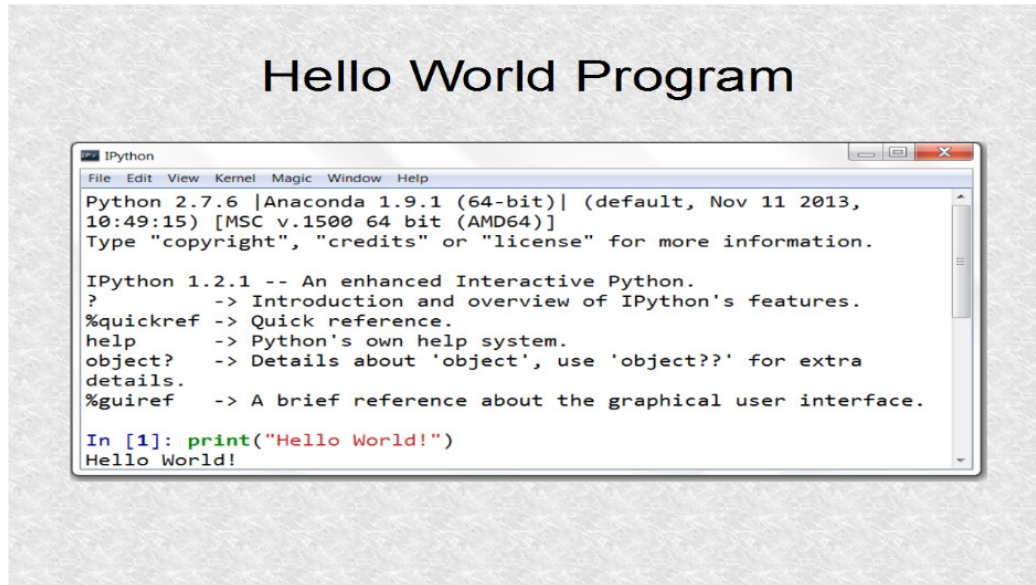 Hello World Program
IPython
File Edit View Kernel Magic Window Help
Python 2.7.6 |Anaconda 1.9.1 (64-bit)| (default, Nov 11 2013,
10:49:15) [MSC v.1500 64 bit (AMD64)]
Type "copyright", "credits" or "license" for more information.
IPython 1.2.1 -- An enhanced Interactive Python.
?         -> Introduction and overview of IPython's features.
%quickref -> Quick reference.
help      -> Python's own help system.
object?   -> Details about 'object', use 'object??' for extra
details.
%guiref   -> A brief reference about the graphical user interface.
In [1]: print("Hello World!")
Hello World!